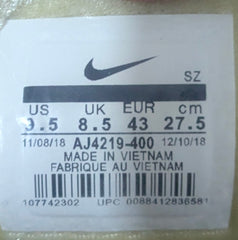 SZ
US UK EUR cm
9.5 8.5 43 27.5
11/08/18 AJ4219-400 12/10/18
MADE IN VIETNAM
FABRIQUE AU VIETNAM
107742302 UPC 0088412836581